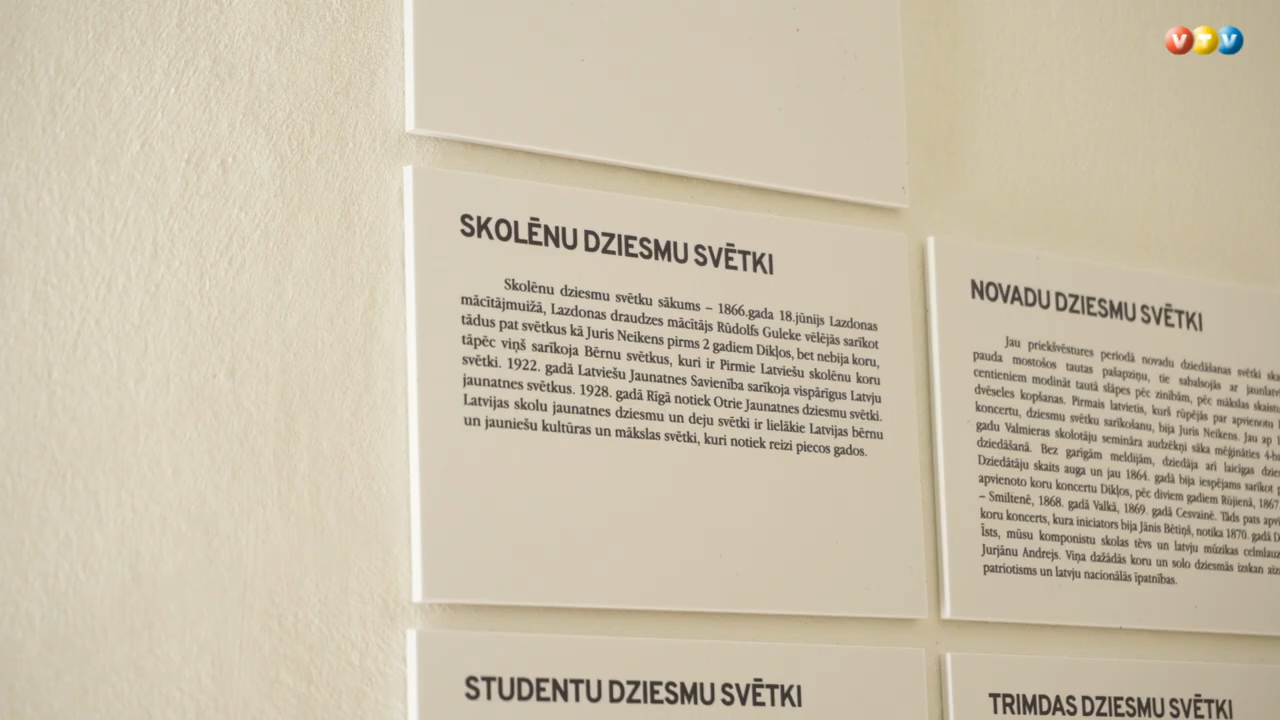 VTV
SKOLĒNU DZIESMU SVĒTKI
Skolēnu dziesmu svētku sākums – 1866.gada 18.jūnijs Lazdonas
mācītājmuižā, Lazdonas draudzes mācītājs Rūdolfs Guleke vēlējās sarīkot
tādus pat svētkus kā Juris Neikens pirms 2 gadiem Dikļos, bet nebija koru,
tāpēc viņš sarīkoja Bērnu svētkus, kuri ir Pirmie Latviešu skolēnu koru
svētki. 1922. gadā Latviešu Jaunatnes Savienība sarīkoja vispārīgus Latvju
jaunatnes svētkus. 1928. gadā Rīgā notiek Otrie Jaunatnes dziesmu svētki.
Latvijas skolu jaunatnes dziesmu un deju svētki ir lielākie Latvijas bērnu
un jauniešu kultūras un mākslas svētki, kuri notiek reizi piecos gados.
NOVADU DZIESMU SVĒTKI
Jau priekšvēstures periodā novadu dziedāšanas svētki
pauda mostošos tautas pašapziņu, tie sabalsojās ar
centieniem modināt tautā slāpes pēc zinībām, pēc mākslas
dvēseles kopšanas. Pirmais latvietis, kurš rūpējās par apvienotu
koncertu, dziesmu svētku sarīkošanu, bija Juris Neikens. Jau ap
gadu Valmieras skolotāju semināra audzēkņi sāka mēģināties
dziedāšanā. Bez garīgām meldijām, dziedāja arī laicīgas
Dziedātāju skaits auga un jau 1864. gadā bija iespējams sarīkot
apvienoto koru koncertu Dikļos, pēc diviem gadiem Rūjienā, 1867.
– Smiltenē, 1868. gadā Valkā, 1869. gadā Cesvainē. Tāds pats
koru koncerts, kura iniciators bija Jānis Bētiņš, notika 1870. gadā
Īsts, mūsu komponistu skolas tēvs un latvju mūzikas
Jurjānu Andrejs. Viņa dažādās koru un solo dziesmās izskan
patriotisms un latvju nacionālās īpatnības.
STUDENTU DZIESMU SVĒTKI
TRIMDAS DZIESMU SVĒTKI